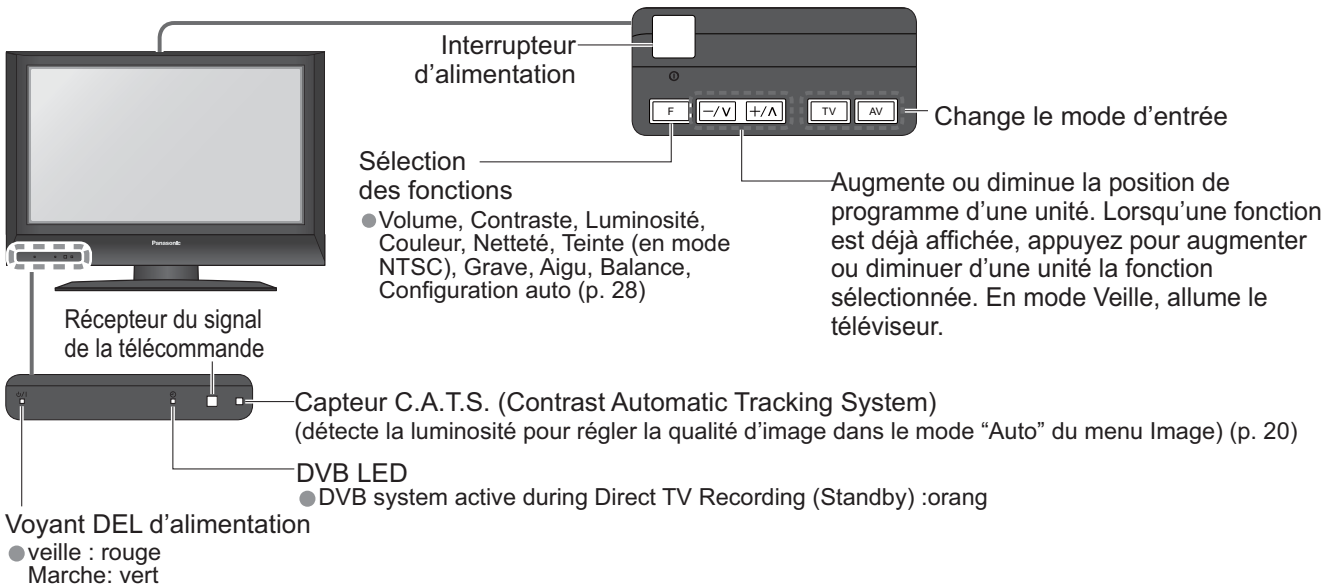 Interrupteur
d’alimentation
F
−/∨
+/∧
TV
AV
Change le mode d’entrée
Sélection
des fonctions
●Volume, Contraste, Luminosité,
Couleur, Netteté, Teinte (en mode
NTSC), Grave, Aigu, Balance,
Configuration auto (p. 28)
Augmente ou diminue la position de
programme d’une unité. Lorsqu’une fonction
est déjà affichée, appuyez pour augmenter
ou diminuer d’une unité la fonction
sélectionnée. En mode Veille, allume le
téléviseur.
Panasonic
Récepteur du signal
de la télécommande
Capteur C.A.T.S. (Contrast Automatic Tracking System)
(détecte la luminosité pour régler la qualité d’image dans le mode “Auto” du menu Image) (p. 20)
DVB LED
●DVB system active during Direct TV Recording (Standby) :orang
Voyant DEL d’alimentation
●veille : rouge
Marche: vert